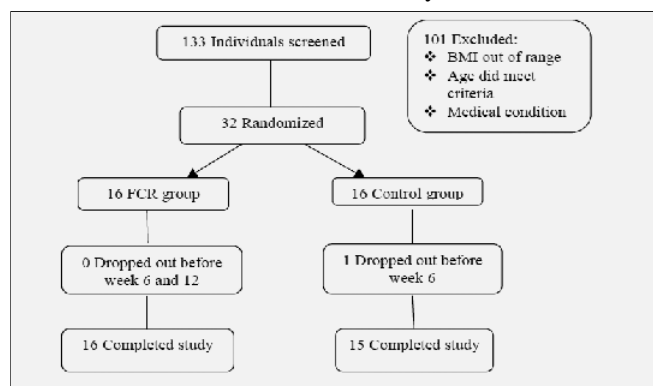 133 Individuals screened
101 Excluded:
❖ BMI out of range
❖ Age did meet
criteria
❖ Medical condition
32 Randomized
16 FCR group
16 Control group
0 Dropped out before
week 6 and 12
1 Dropped out before
week 6
16 Completed study
15 Completed study